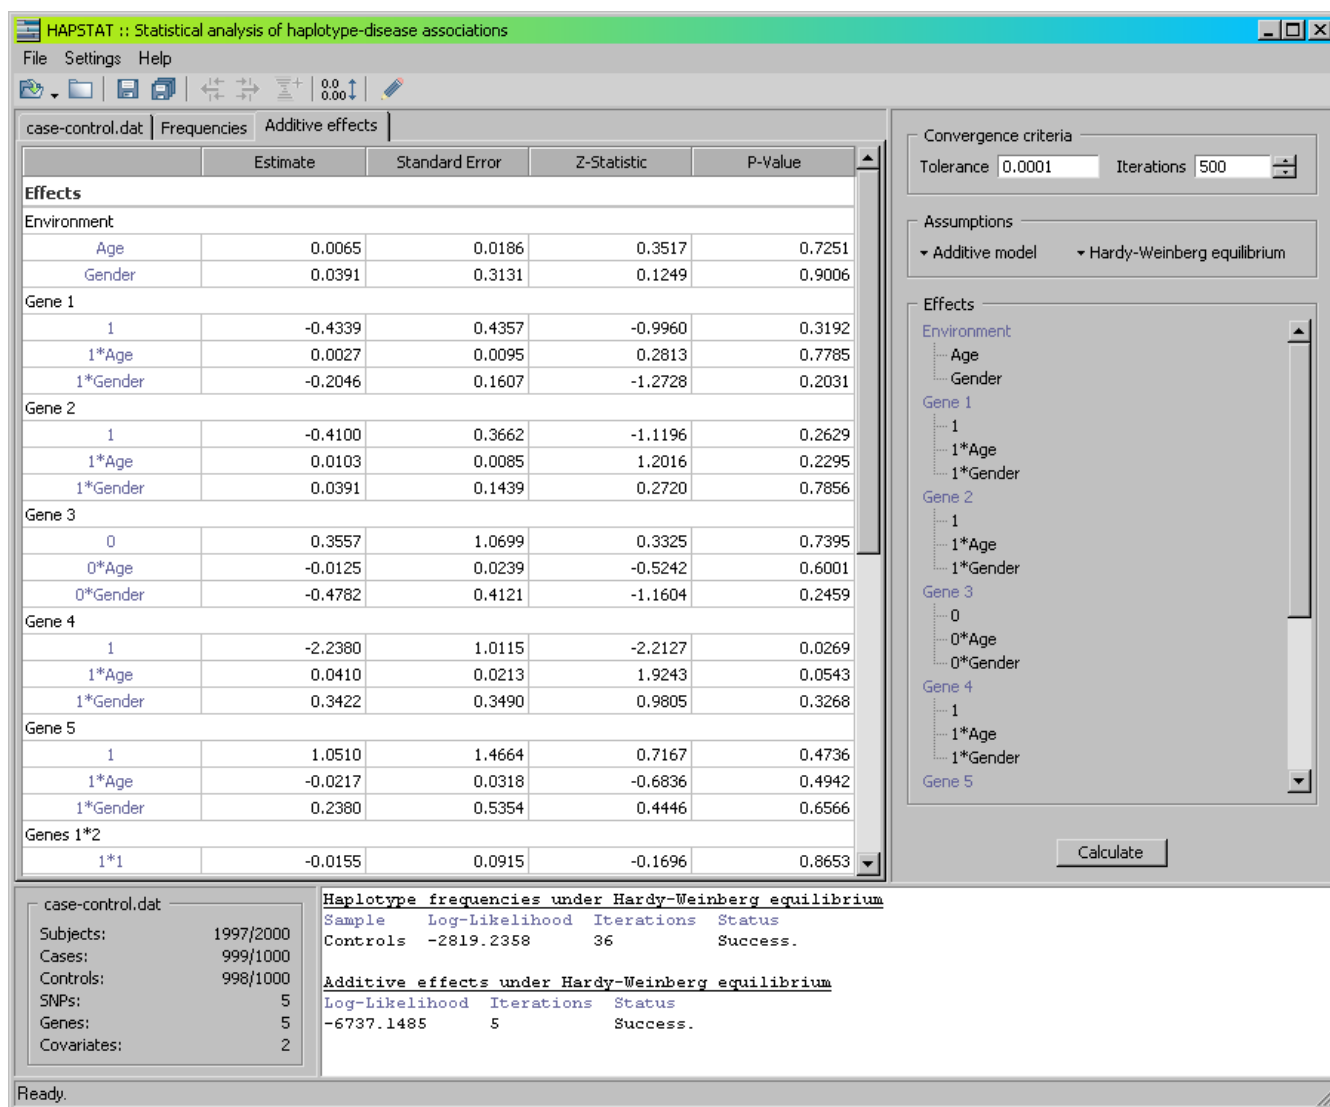 HAPSTAT :: Statistical analysis of haplotype-disease associations
File Settings Help
0.0
0.00
case-control.dat Frequencies Additive effects
Estimate Standard Error Z-Statistic P-Value
Effects
Environment
Age 0.0065 0.0186 0.3517 0.7251
Gender 0.0391 0.3131 0.1249 0.9006
Gene 1
1 -0.4339 0.4357 -0.9960 0.3192
1*Age 0.0027 0.0095 0.2813 0.7785
1*Gender -0.2046 0.1607 -1.2728 0.2031
Gene 2
1 -0.4100 0.3662 -1.1196 0.2629
1*Age 0.0103 0.0085 1.2016 0.2295
1*Gender 0.0391 0.1439 0.2720 0.7856
Gene 3
0 0.3557 1.0699 0.3325 0.7395
0*Age -0.0125 0.0239 -0.5242 0.6001
0*Gender -0.4782 0.4121 -1.1604 0.2459
Gene 4
1 -2.2380 1.0115 -2.2127 0.0269
1*Age 0.0410 0.0213 1.9243 0.0543
1*Gender 0.3422 0.3490 0.9805 0.3268
Gene 5
1 1.0510 1.4664 0.7167 0.4736
1*Age -0.0217 0.0318 -0.6836 0.4942
1*Gender 0.2380 0.5354 0.4446 0.6566
Genes 1*2
1*1 -0.0155 0.0915 -0.1696 0.8653
Convergence criteria
Tolerance 0.0001 Iterations 500
Assumptions
Additive model Hardy-Weinberg equilibrium
Effects
Environment
Age
Gender
Gene 1
1
1*Age
1*Gender
Gene 2
1
1*Age
1*Gender
Gene 3
0
0*Age
0*Gender
Gene 4
1
1*Age
1*Gender
Gene 5
Calculate
case-control.dat
Subjects: 1997/2000
Cases: 999/1000
Controls: 998/1000
SNPs: 5
Genes: 5
Covariates: 2
Haplotype frequencies under Hardy-Weinberg equilibrium
Sample Log-Likelihood Iterations Status
Controls -2819.2358 36 Success.
Additive effects under Hardy-Weinberg equilibrium
Log-Likelihood Iterations Status
-6737.1485 5 Success.
Ready.